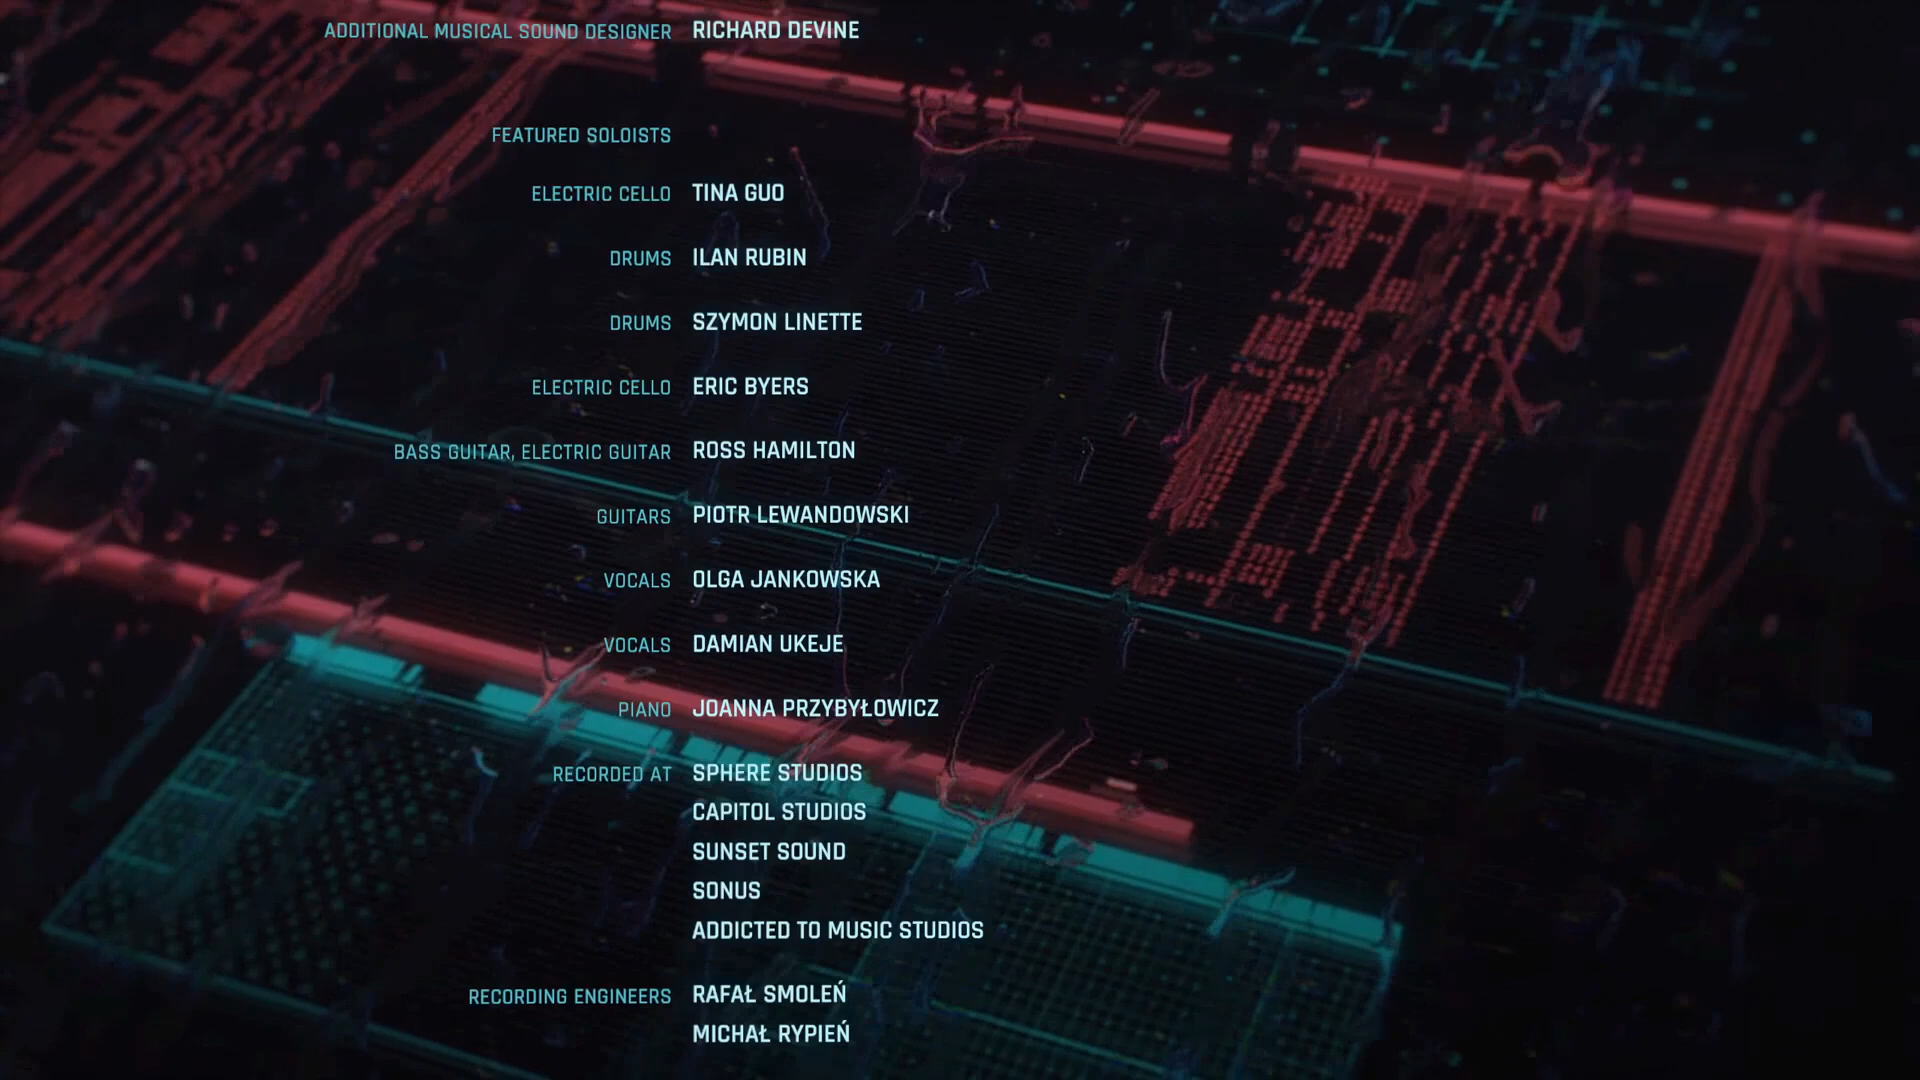 ADDITIONAL MUSICAL SOUND DESIGNER RICHARD DEVINE
FEATURED SOLOISTS
ELECTRIC CELLO TINA GUO
DRUMS ILAN RUBIN
DRUMS SZYMON LINETTE
ELECTRIC CELLO ERIC BYERS
BASS GUITAR, ELECTRIC GUITAR ROSS HAMILTON
GUITARS PIOTR LEWANDOWSKI
VOCALS OLGA JANKOWSKA
VOCALS DAMIAN UKEJE
PIANO JOANNA PRZYBYŁOWICZ
RECORDED AT SPHERE STUDIOS
CAPITOL STUDIOS
SUNSET SOUND
SONUS
ADDICTED TO MUSIC STUDIOS
RECORDING ENGINEERS RAFAŁ SMOLEŃ
MICHAŁ RYPIEŃ